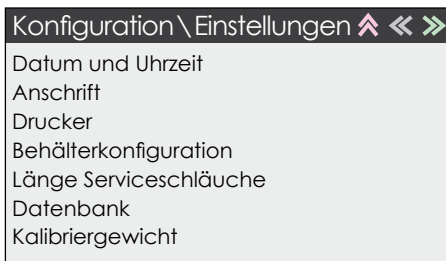 Konfiguration \ Einstellungen
Datum und Uhrzeit
Anschrift
Drucker
Behälterkonfiguration
Länge Serviceschläuche
Datenbank
Kalibriergewicht